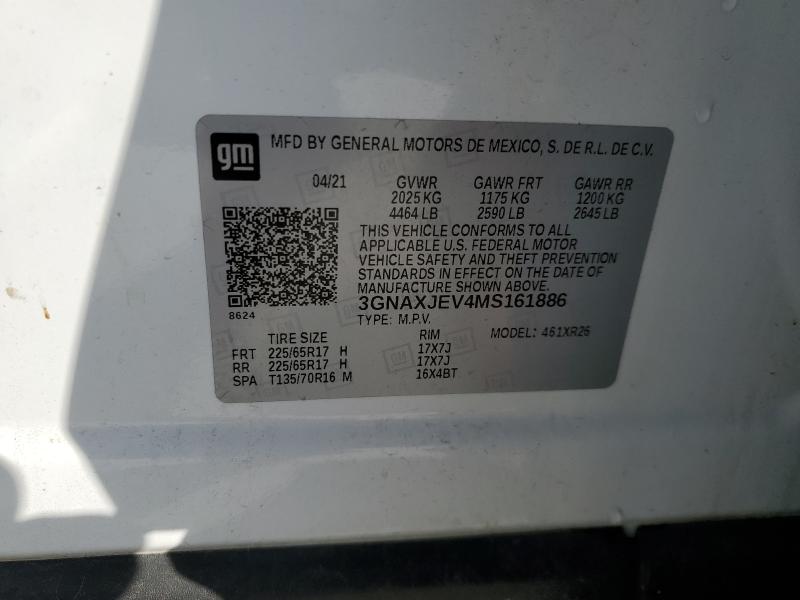 gm MFD BY GENERAL MOTORS DE MEXICO, S. DE R.L. DE C.V.
04/21 GVWR GAWR FRT GAWR RR
2025 KG 1175 KG 1200 KG
4464 LB 2590 LB 2645 LB
THIS VEHICLE CONFORMS TO ALL
APPLICABLE U.S. FEDERAL MOTOR
VEHICLE SAFETY AND THEFT PREVENTION
STANDARDS IN EFFECT ON THE DATE OF
MANUFACTURE SHOWN ABOVE.
3GNAXJEV4MS161886
8624 TYPE: M.P.V. MODEL: 461XR26
TIRE SIZE RIM
FRT 225/65R17 H 17X7J
RR 225/65R17 H 17X7J
SPA T135/70R16 M 16X4BT